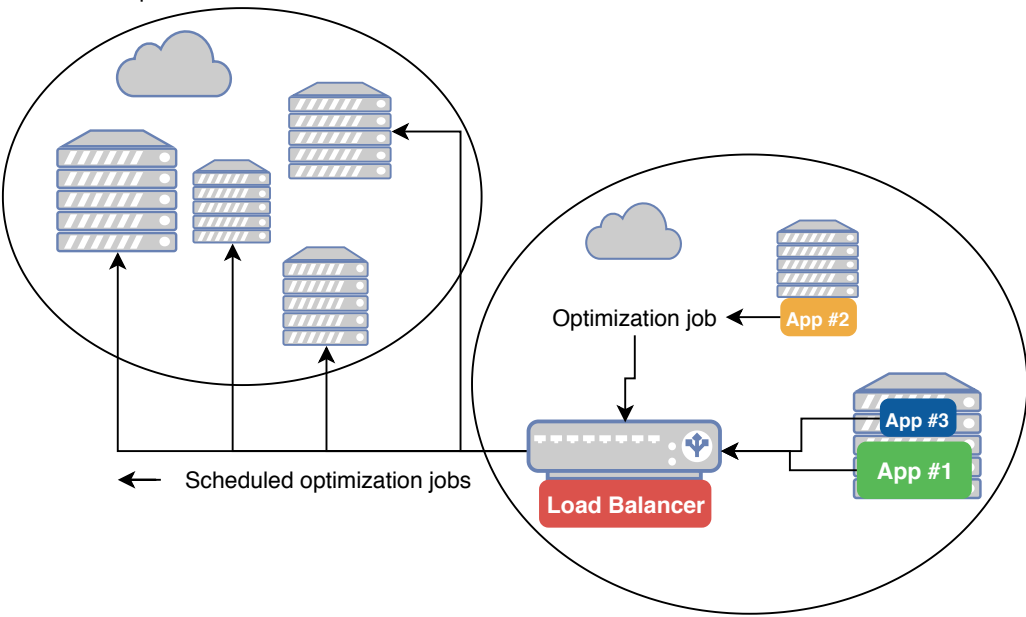 App #2
Optimization job
App #3
App #1
Scheduled optimization jobs
Load Balancer